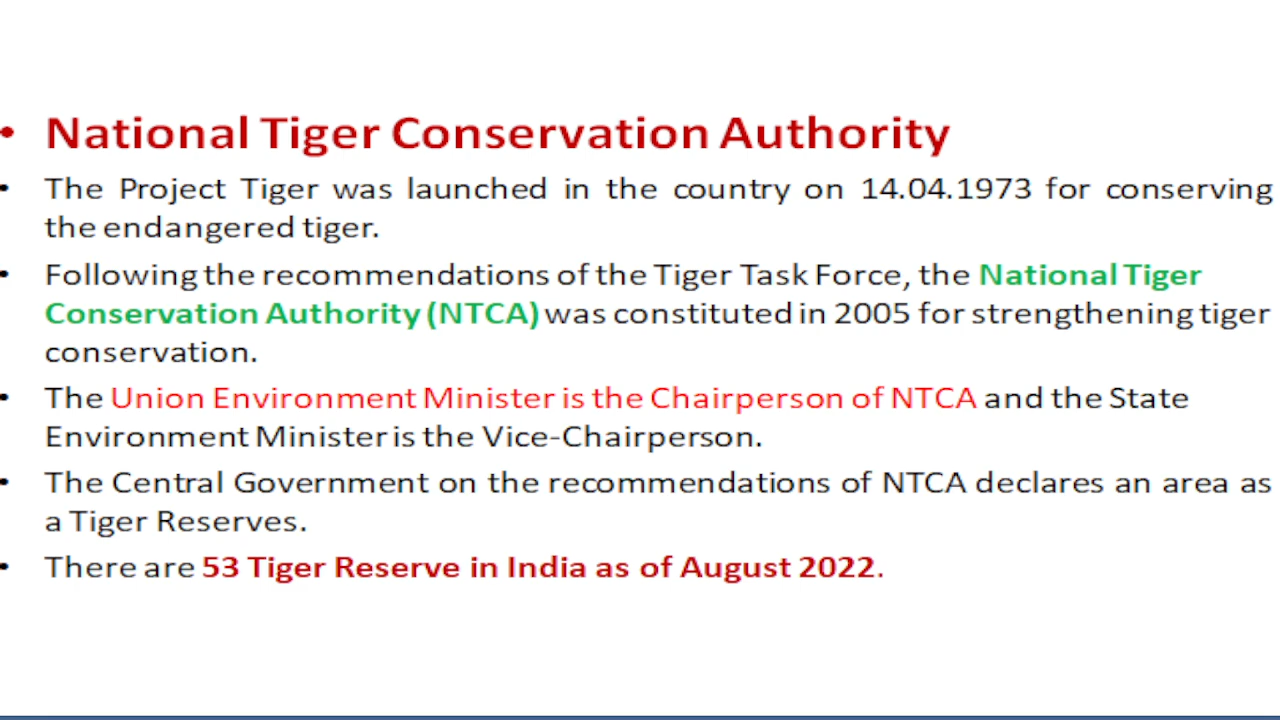 • National Tiger Conservation Authority
• The Project Tiger was launched in the country on 14.04.1973 for conserving
the endangered tiger.
• Following the recommendations of the Tiger Task Force, the National Tiger
Conservation Authority (NTCA) was constituted in 2005 for strengthening tiger
conservation.
• The Union Environment Minister is the Chairperson of NTCA and the State
Environment Minister is the Vice-Chairperson.
• The Central Government on the recommendations of NTCA declares an area as
a Tiger Reserves.
• There are 53 Tiger Reserve in India as of August 2022.